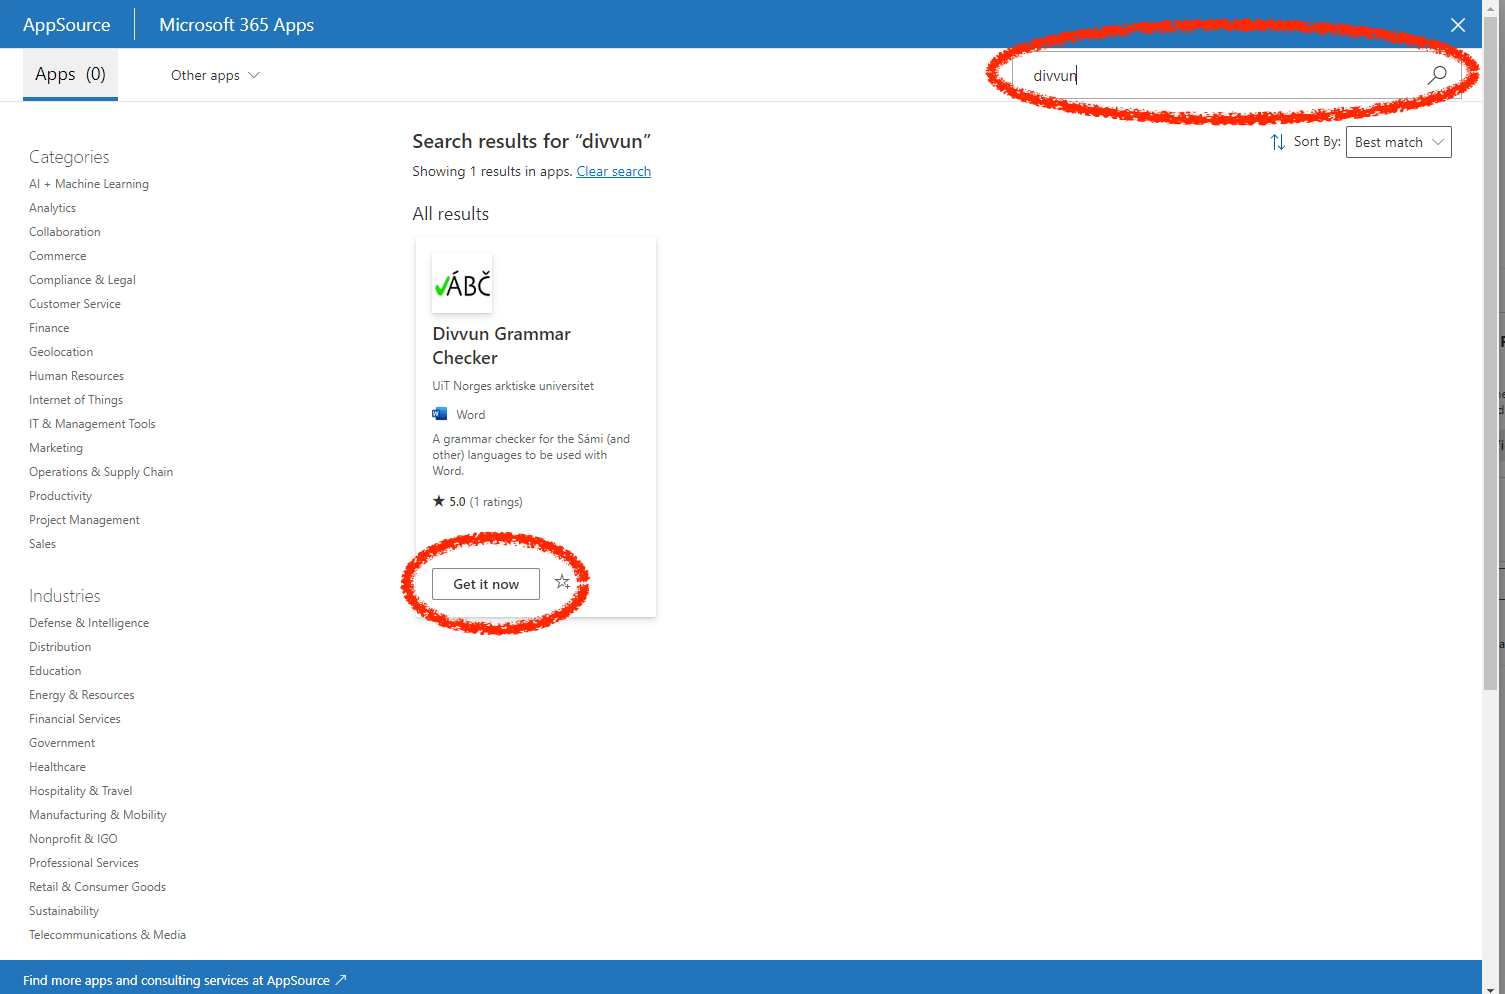 AppSource
Microsoft 365 Apps
Apps (0)
Other apps
divvun
Search results for “divvun”
Sort By:
Best match
Showing 1 results in apps. Clear search
All results
✓ÁBČ
Divvun Grammar
Checker
UiT Norges arktiske universitet
Word
A grammar checker for the Sámi (and
other) languages to be used with
Word.
★ 5.0 (1 ratings)
Get it now
Categories
AI + Machine Learning
Analytics
Collaboration
Commerce
Compliance & Legal
Customer Service
Finance
Geolocation
Human Resources
Internet of Things
IT & Management Tools
Marketing
Operations & Supply Chain
Productivity
Project Management
Sales
Industries
Defense & Intelligence
Distribution
Education
Energy & Resources
Financial Services
Government
Healthcare
Hospitality & Travel
Manufacturing & Mobility
Nonprofit & IGO
Professional Services
Retail & Consumer Goods
Sustainability
Telecommunications & Media
Find more apps and consulting services at AppSource